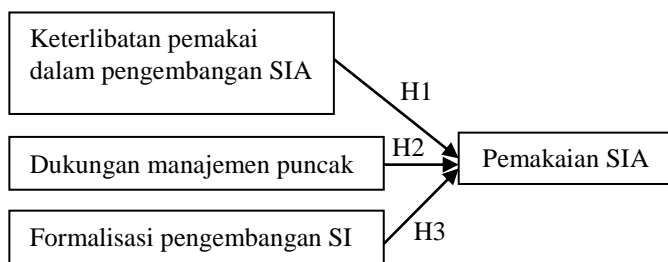 Keterlibatan pemakai
dalam pengembangan SIA
H1
Dukungan manajemen puncak
H2
Pemakaian SIA
Formalisasi pengembangan SI
H3